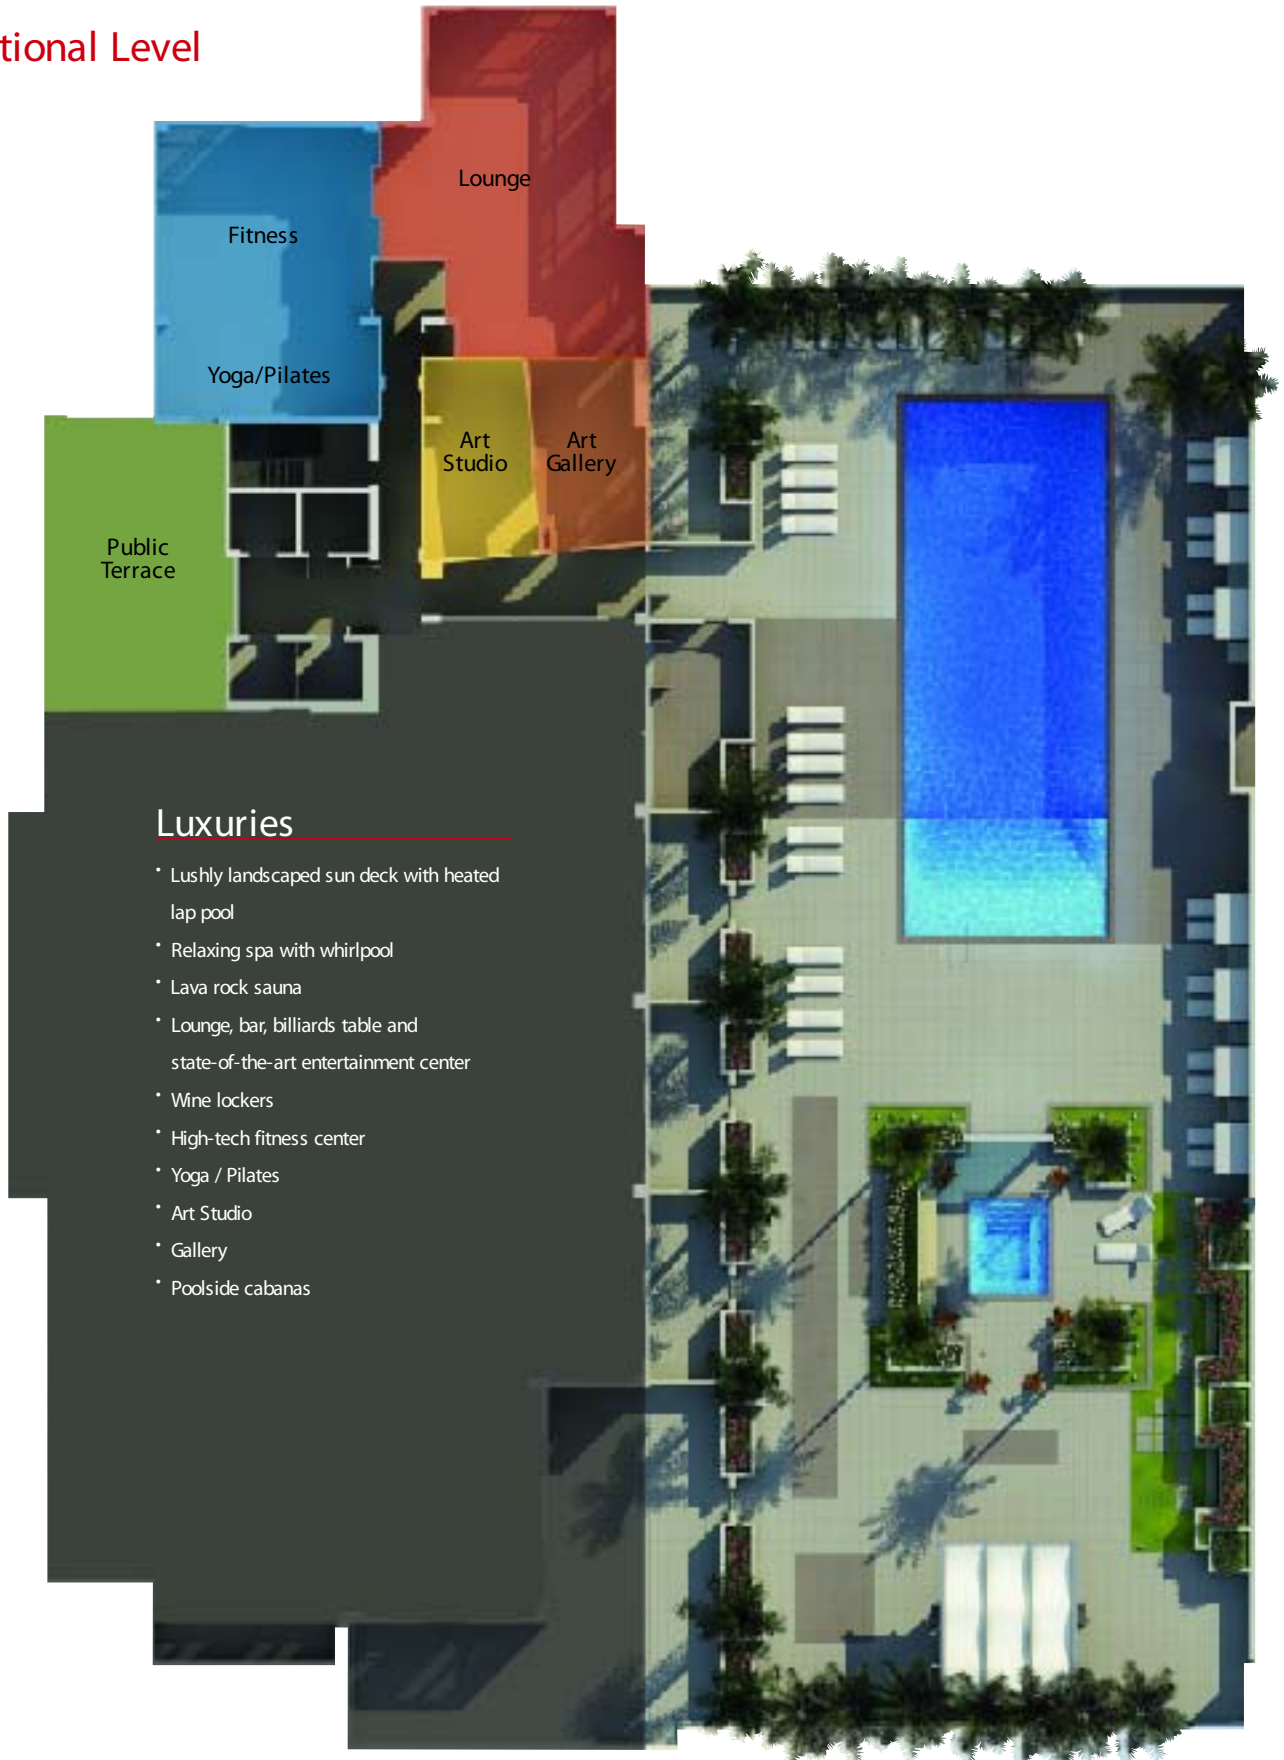 tional Level
Lounge
Fitness
Yoga/Pilates
Art
Studio
Art
Gallery
Public
Terrace
Luxuries
• Lushly landscaped sun deck with heated
lap pool
• Relaxing spa with whirlpool
• Lava rock sauna
• Lounge, bar, billiards table and
state-of-the-art entertainment center
• Wine lockers
• High-tech fitness center
• Yoga / Pilates
• Art Studio
• Gallery
• Poolside cabanas